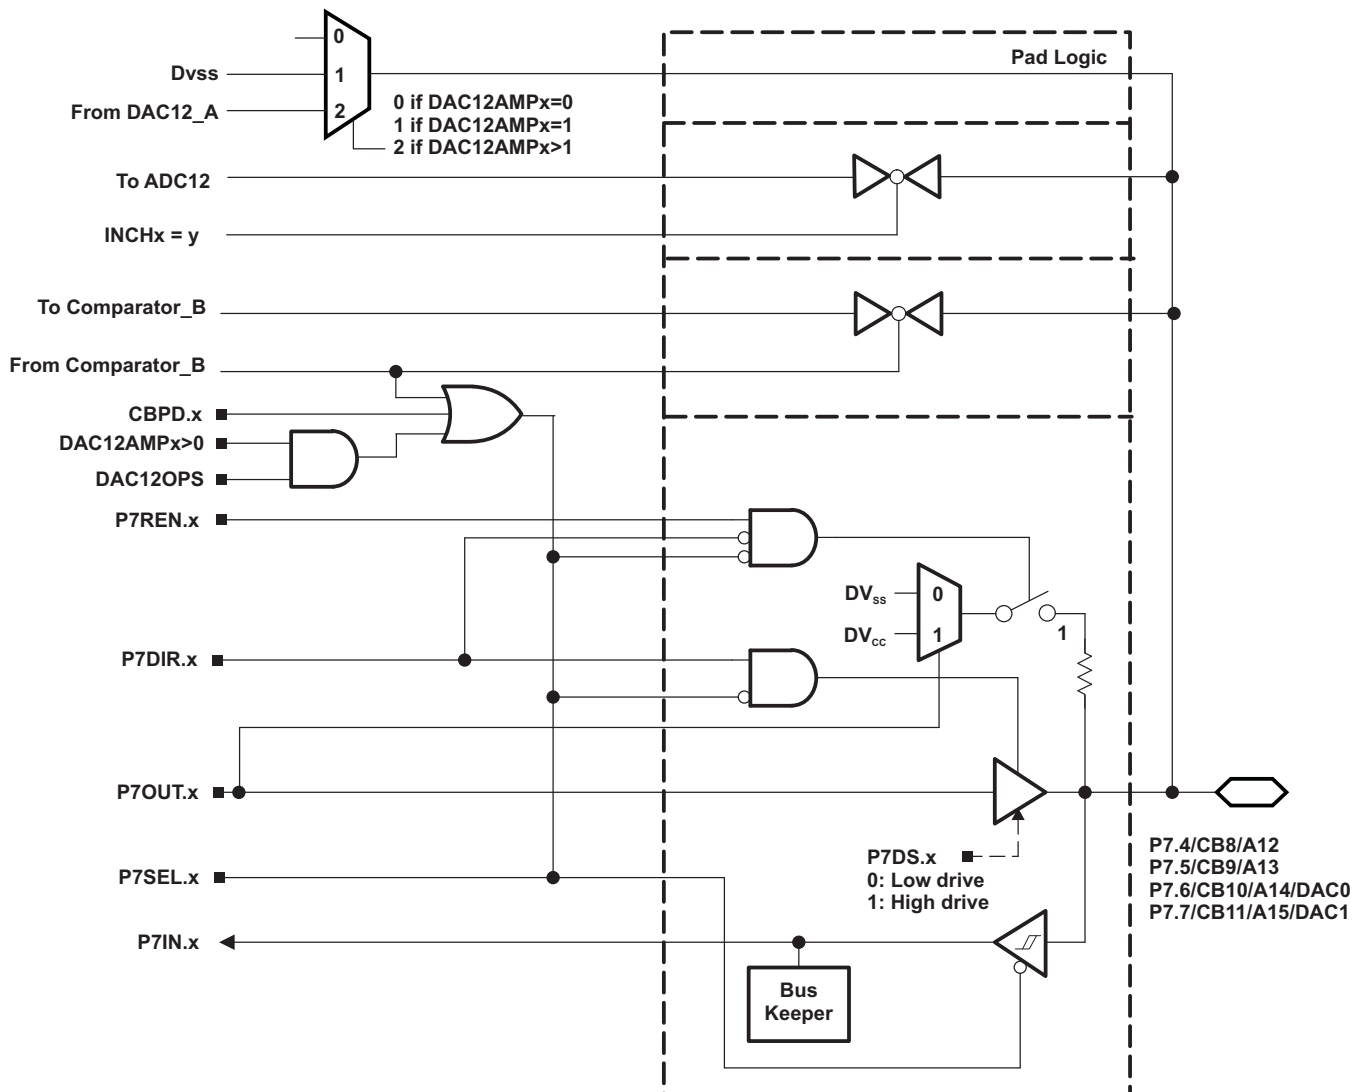 0
Pad Logic
Dvss
1
From DAC12_A
2
0 if DAC12AMPx=0
1 if DAC12AMPx=1
2 if DAC12AMPx>1
To ADC12
INCHx = y
To Comparator_B
From Comparator_B
CBPD.x
DAC12AMPx>0
DAC12OPS
P7REN.x
DVss
0
DVcc
1
1
P7DIR.x
P7OUT.x
P7DS.x
0: Low drive
1: High drive
P7.4/CB8/A12
P7.5/CB9/A13
P7.6/CB10/A14/DAC0
P7.7/CB11/A15/DAC1
P7SEL.x
P7IN.x
Bus
Keeper